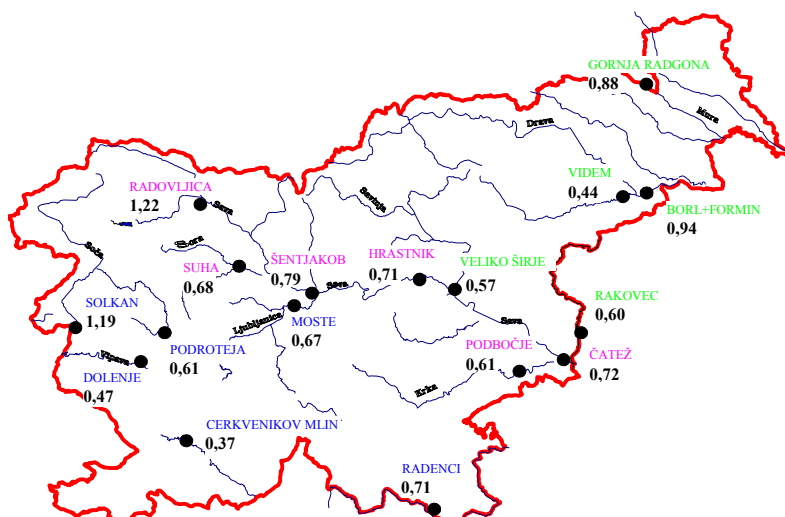 GORNJA RADGONA
0,88
Mura
Drava
VIDEM
0,44
BORL+FORMIN
0,94
RADOVLJICA
1,22
Sava
Savinja
Sora
Soča
SUHA
0,68
ŠENTJAKOB
0,79
Sava
HRASTNIK
0,71
VELIKO ŠIRJE
0,57
SOLKAN
1,19
Ljubljanica
MOSTE
0,67
Sava
RAKOVEC
0,60
PODROTEJA
0,61
Vipava
DOLENJE
0,47
PODBOČJE
0,61
ČATEŽ
0,72
Krka
CERKVENIKOV MLIN
0,37
RADENCI
0,71